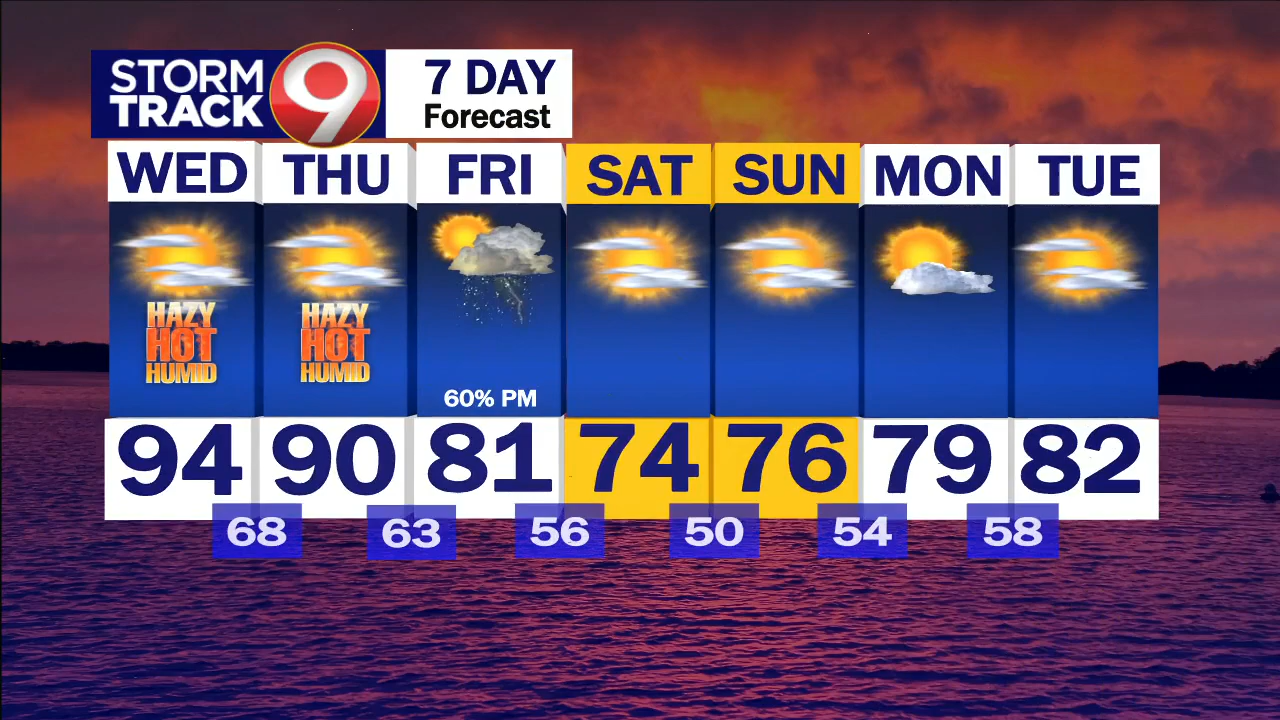 STORM
TRACK 9
7 DAY
Forecast
WED THU FRI SAT SUN MON TUE
HAZY HAZY
HOT HOT
HUMID HUMID
60% PM
94 90 81 74 76 79 82
68 63 56 50 54 58